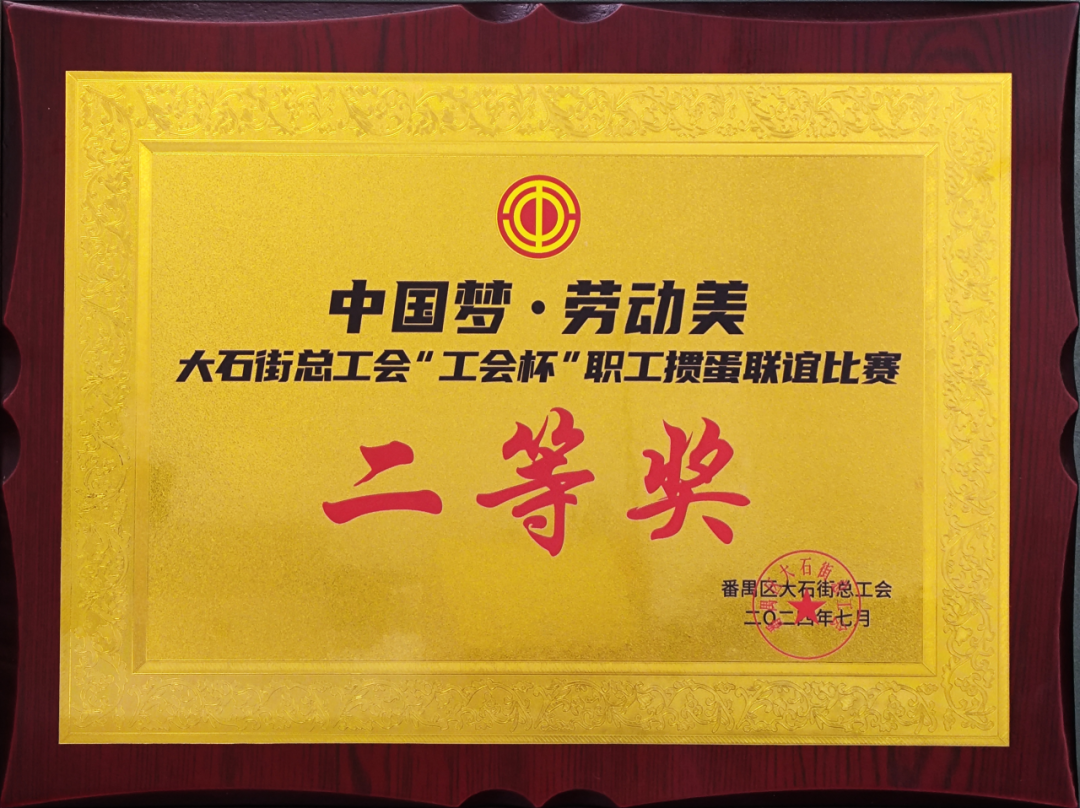 中国梦·劳动美
大石街总工会“工会杯”职工掼蛋联谊比赛
二等奖
番禺区大石街总工会
二〇二四年七月